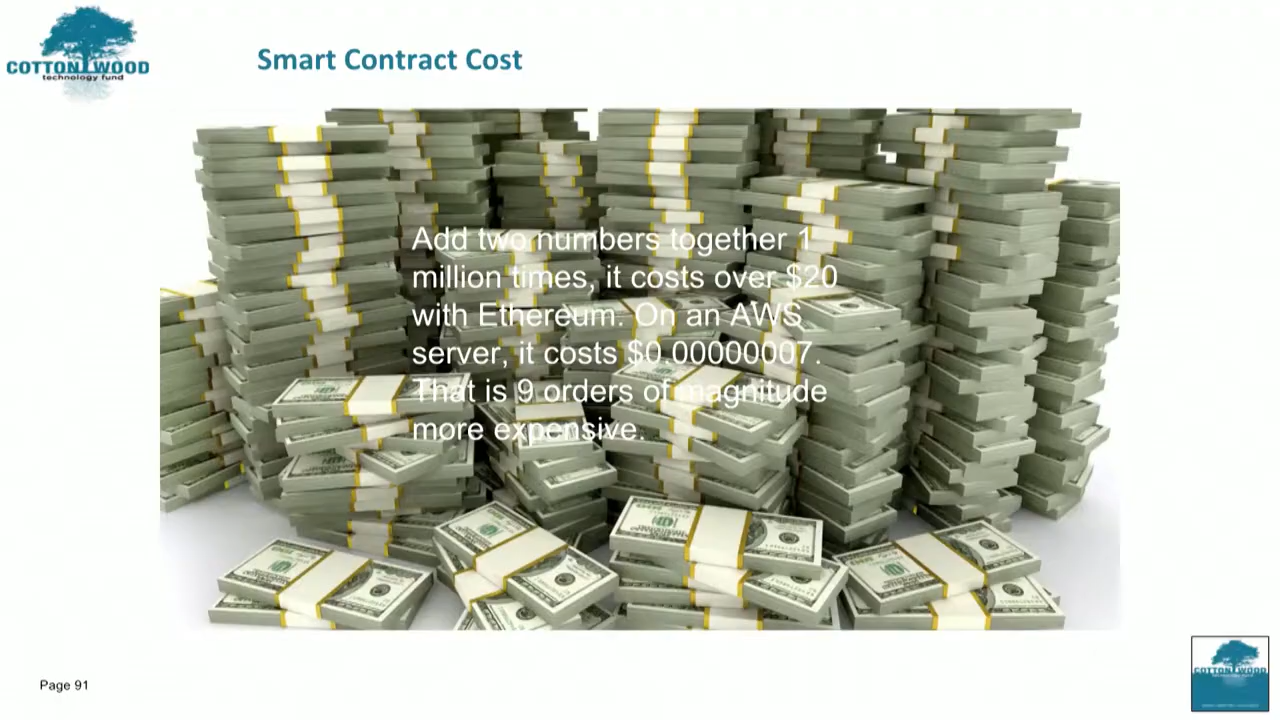 COTTONWOOD
technology fund
Smart Contract Cost
Add two numbers together 1
million times, it costs over $20
with Ethereum. On an AWS
server, it costs $0.00000007.
That is 9 orders of magnitude
more expensive.
Page 91
COTTONWOOD